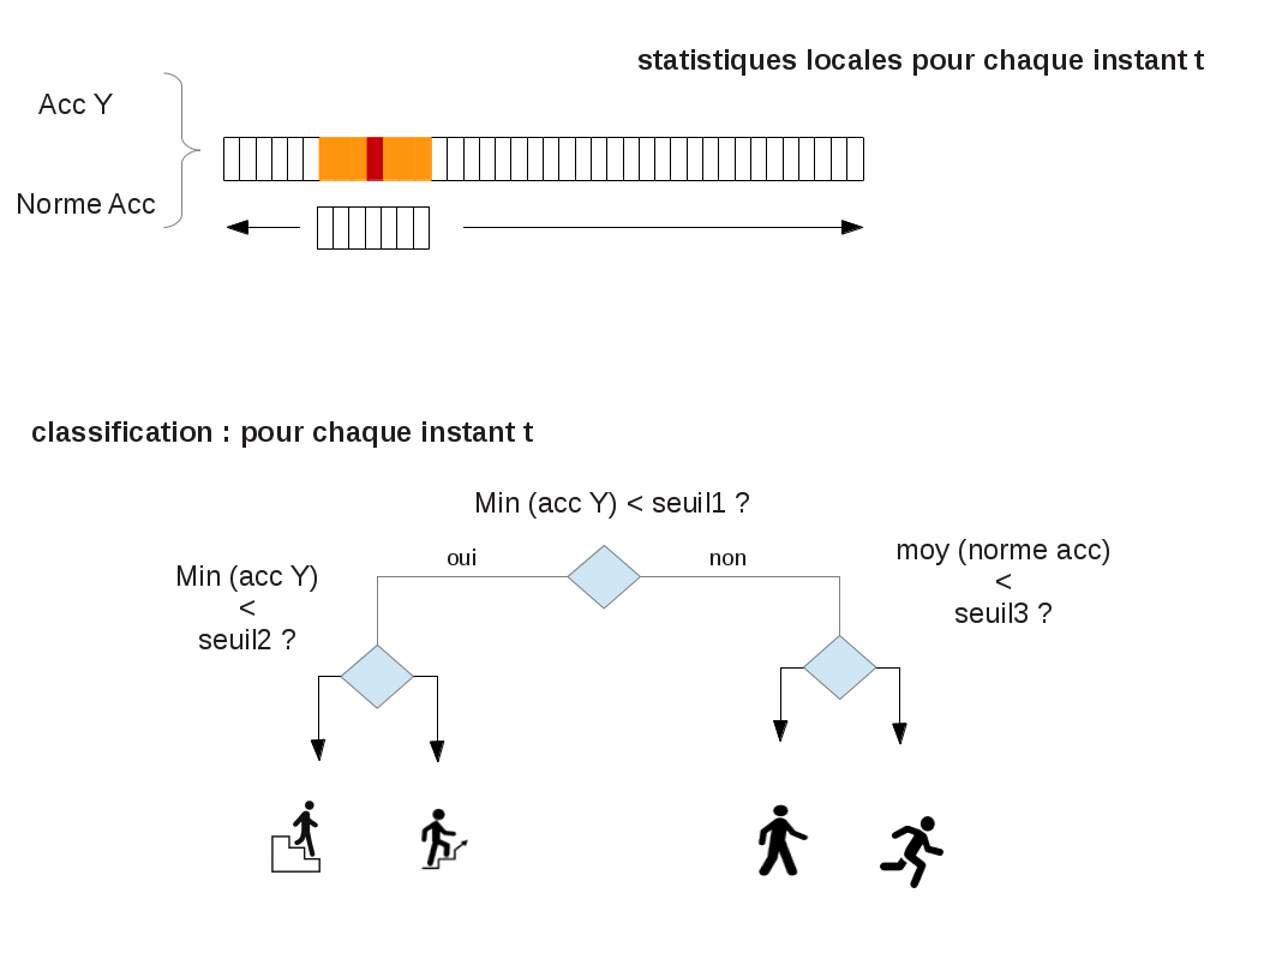 statistiques locales pour chaque instant t
Acc Y
Norme Acc
classification : pour chaque instant t
Min (acc Y) < seuil1 ?
oui
non
Min (acc Y)
<
seuil2 ?
moy (norme acc)
<
seuil3 ?